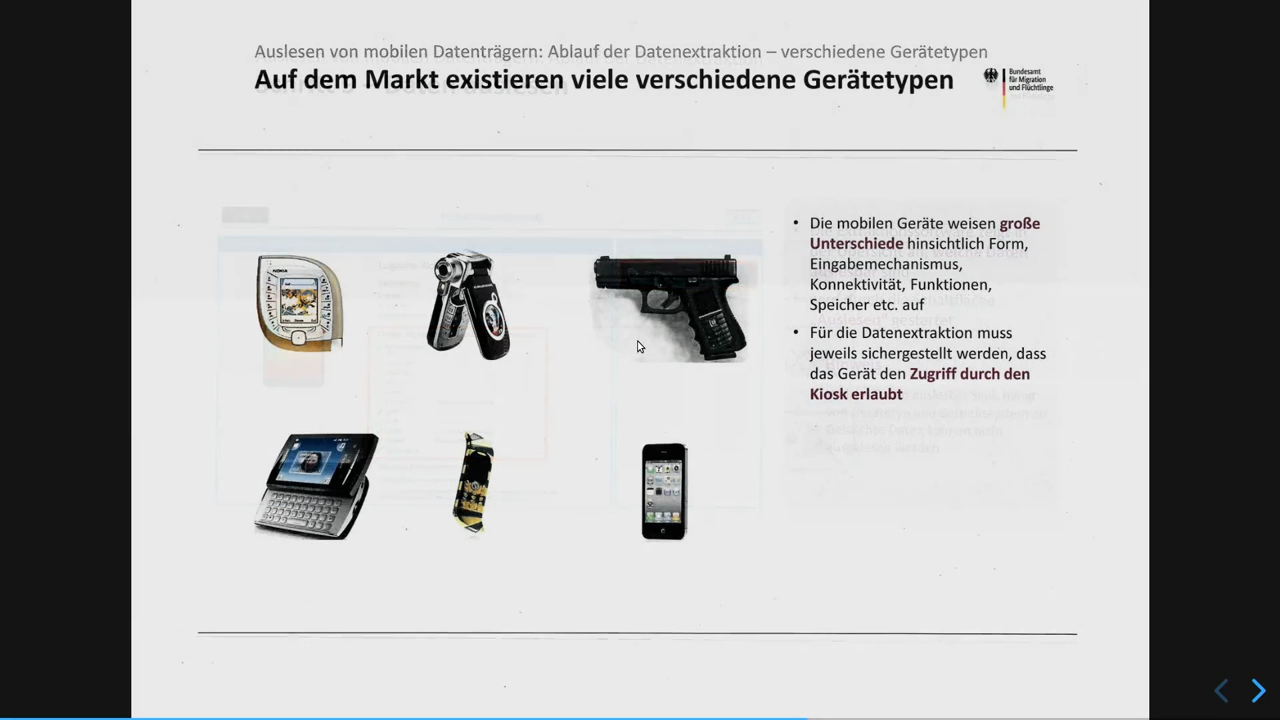 Auslesen von mobilen Datenträgern: Ablauf der Datenextraktion – verschiedene Gerätetypen
Auf dem Markt existieren viele verschiedene Gerätetypen
Bundesamt
für Migration
und Flüchtlinge
NOKIA
• Die mobilen Geräte weisen große
Unterschiede hinsichtlich Form,
Eingabemechanismus,
Konnektivität, Funktionen,
Speicher etc. auf
• Für die Datenextraktion muss
jeweils sichergestellt werden, dass
das Gerät den Zugriff durch den
Kiosk erlaubt